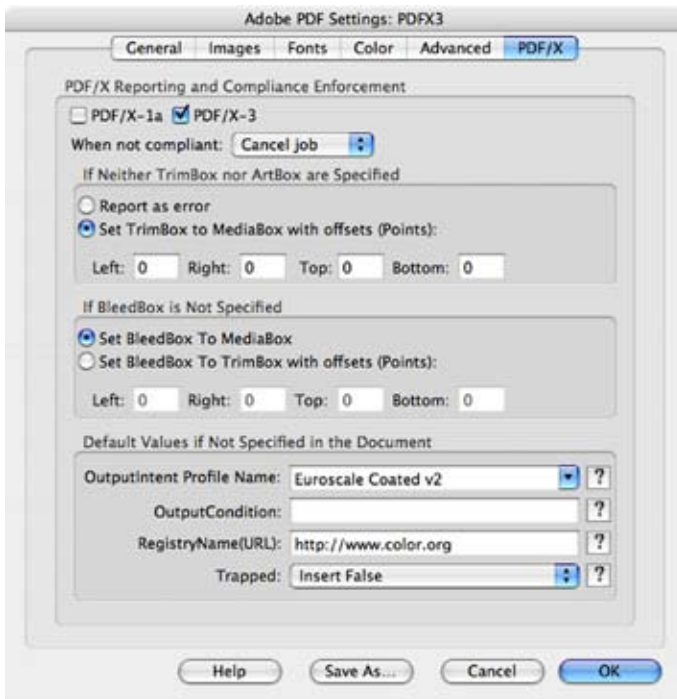 Adobe PDF Settings: PDFX3
General Images Fonts Color Advanced PDF/X
PDF/X Reporting and Compliance Enforcement
PDF/X-1a PDF/X-3
When not compliant: Cancel job
If Neither TrimBox nor ArtBox are Specified
Report as error
Set TrimBox to MediaBox with offsets (Points):
Left: 0 Right: 0 Top: 0 Bottom: 0
If BleedBox is Not Specified
Set BleedBox To MediaBox
Set BleedBox To TrimBox with offsets (Points):
Left: 0 Right: 0 Top: 0 Bottom: 0
Default Values if Not Specified in the Document
OutputIntent Profile Name: Euroscale Coated v2 ?
OutputCondition: ?
RegistryName(URL): http://www.color.org ?
Trapped: Insert False ?
Help Save As... Cancel OK